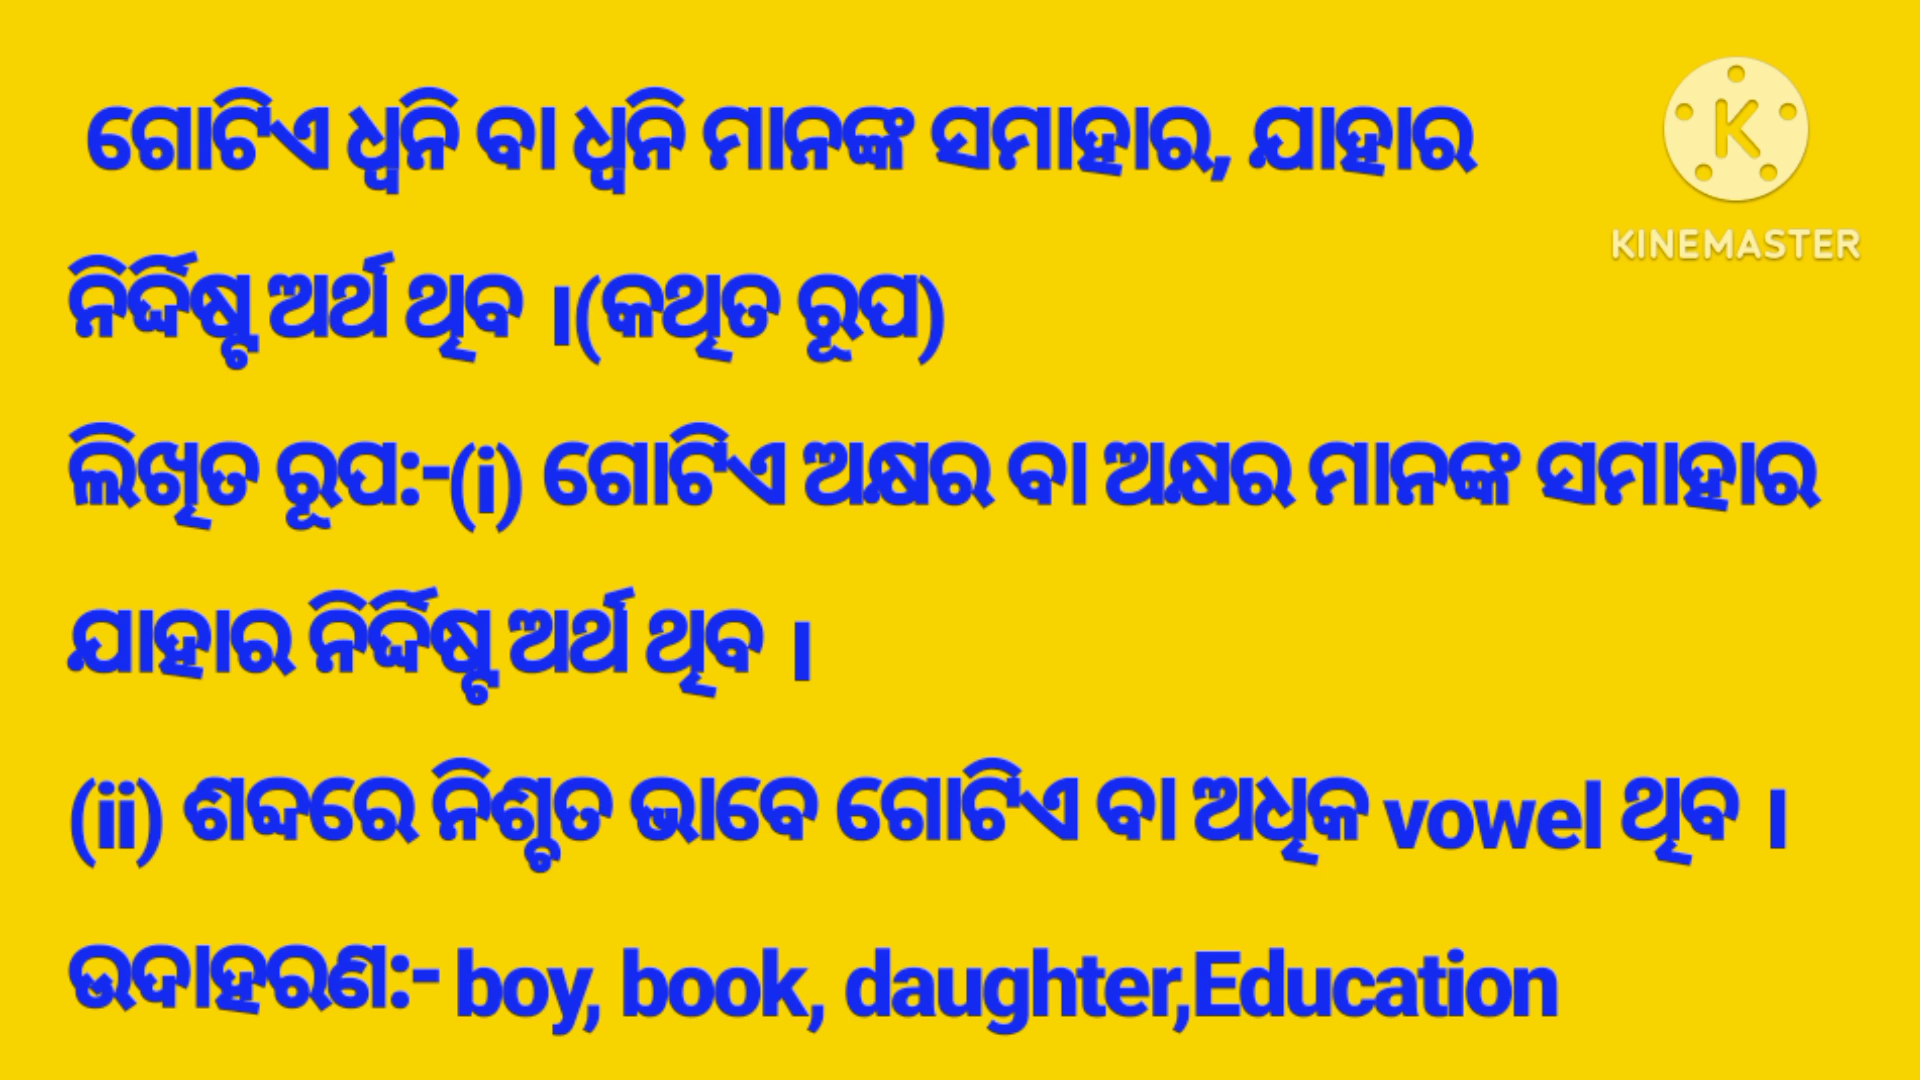 ଗୋଟିଏ ଧ୍ୱନି ବା ଧ୍ୱନି ମାନଙ୍କ ସମାହାର, ଯାହାର
ନିର୍ଦ୍ଦିଷ୍ଟ ଅର୍ଥ ଥିବ ।(କଥିତ ରୂପ)
ଲିଖିତ ରୂପ:-(i) ଗୋଟିଏ ଅକ୍ଷର ବା ଅକ୍ଷର ମାନଙ୍କ ସମାହାର
ଯାହାର ନିର୍ଦ୍ଦିଷ୍ଟ ଅର୍ଥ ଥିବ ।
(ii) ଶବ୍ଦରେ ନିଶ୍ଚିତ ଭାବେ ଗୋଟିଏ ବା ଅଧିକ vowel ଥିବ ।
ଉଦାହରଣ:- boy, book, daughter,Education
KINEMASTER